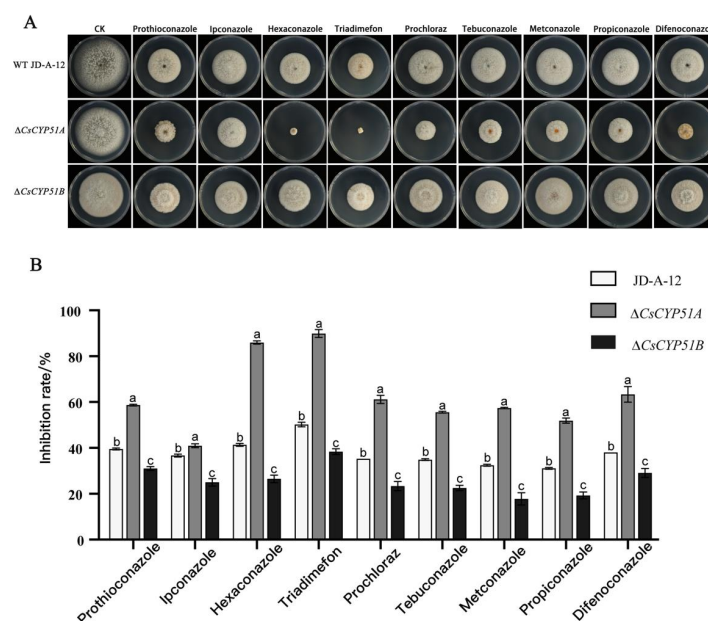 A
CK Prothioconazole Ipconazole Hexaconazole Triadimefon Prochloraz Tebuconazole Metconazole Propiconazole Difenoconazo
WT JD-A-12
ΔCsCYP51A
ΔCsCYP51B
B
JD-A-12
ΔCsCYP51A
ΔCsCYP51B
Inhibition rate/%
100
80
60
40
20
0
b a c
b a c
b a c
b a c
b a c
b a c
b a c
b a c
b a c
Prothioconazole
Ipconazole
Hexaconazole
Triadimefon
Prochloraz
Tebuconazole
Metconazole
Propiconazole
Difenoconazole